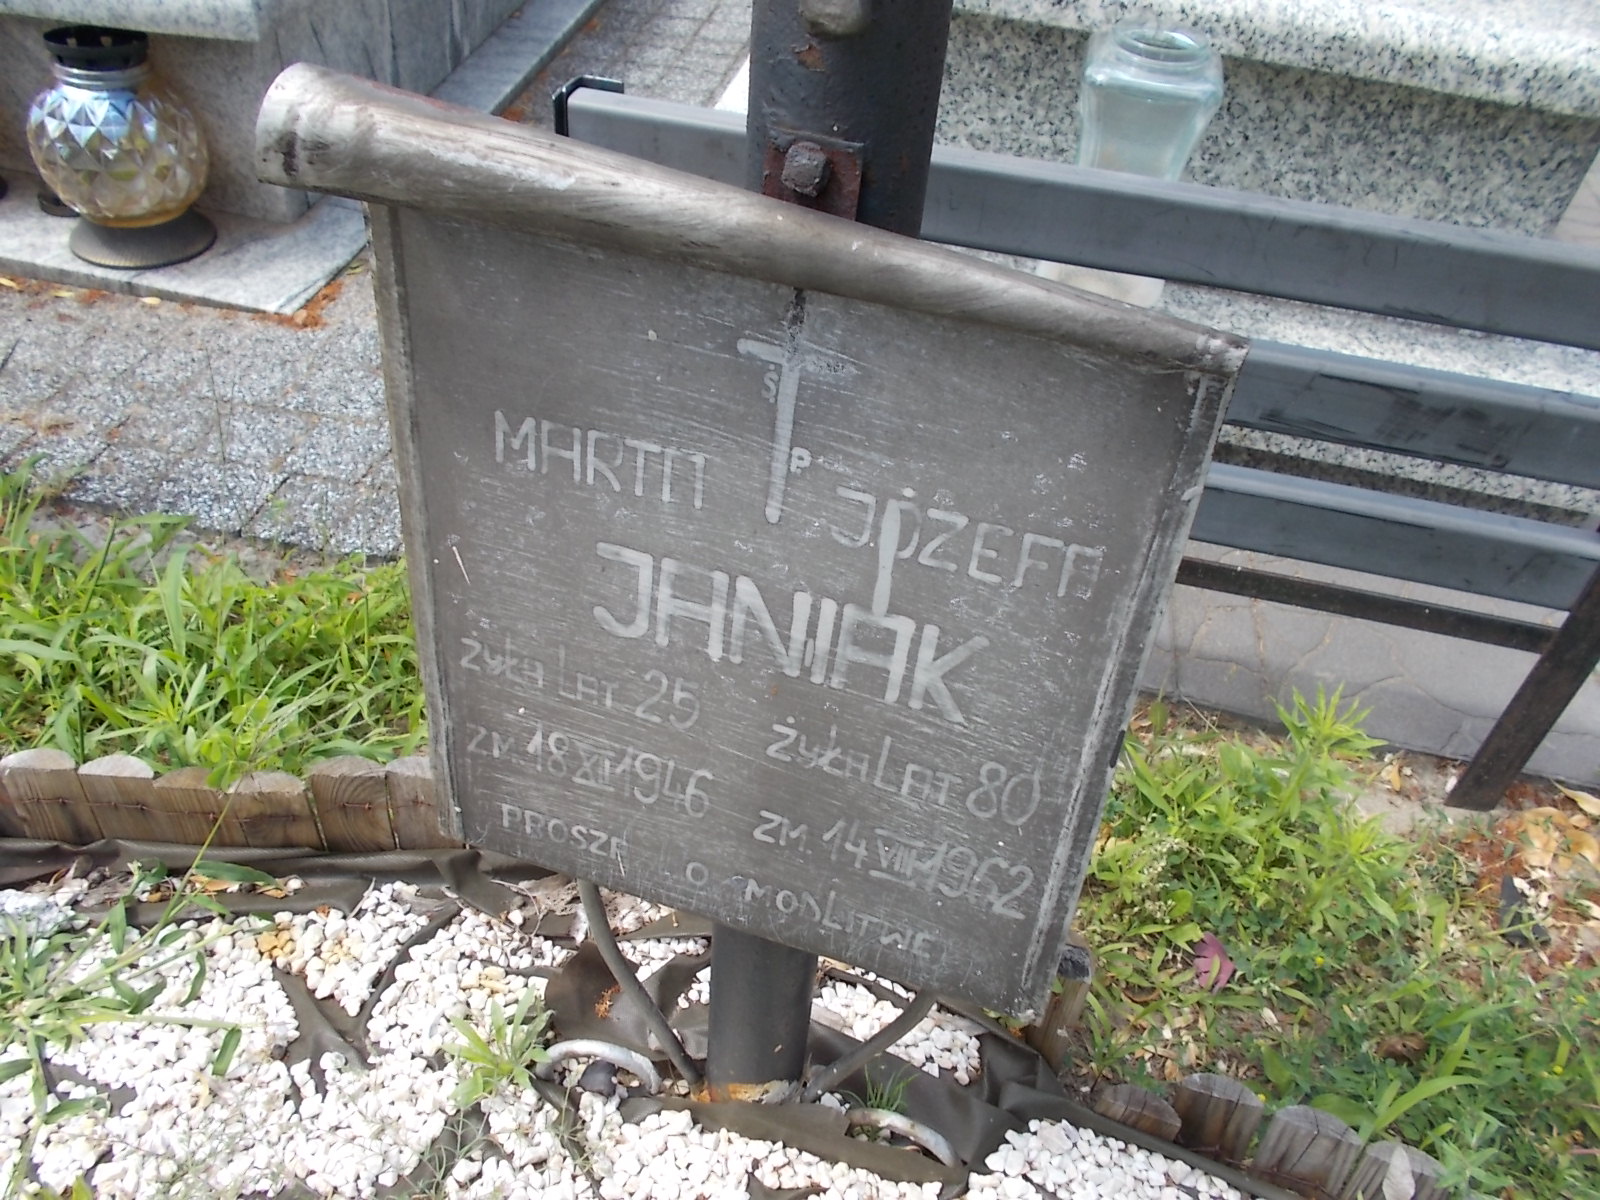 Ś P
MARTA JÓZEFA
JANIAK
ŻYŁA LAT 25 ŻYŁA LAT 80
ZM. 18 XII 1946 ZM. 14 VIII 1962
PROSZĘ O MODLITWĘ